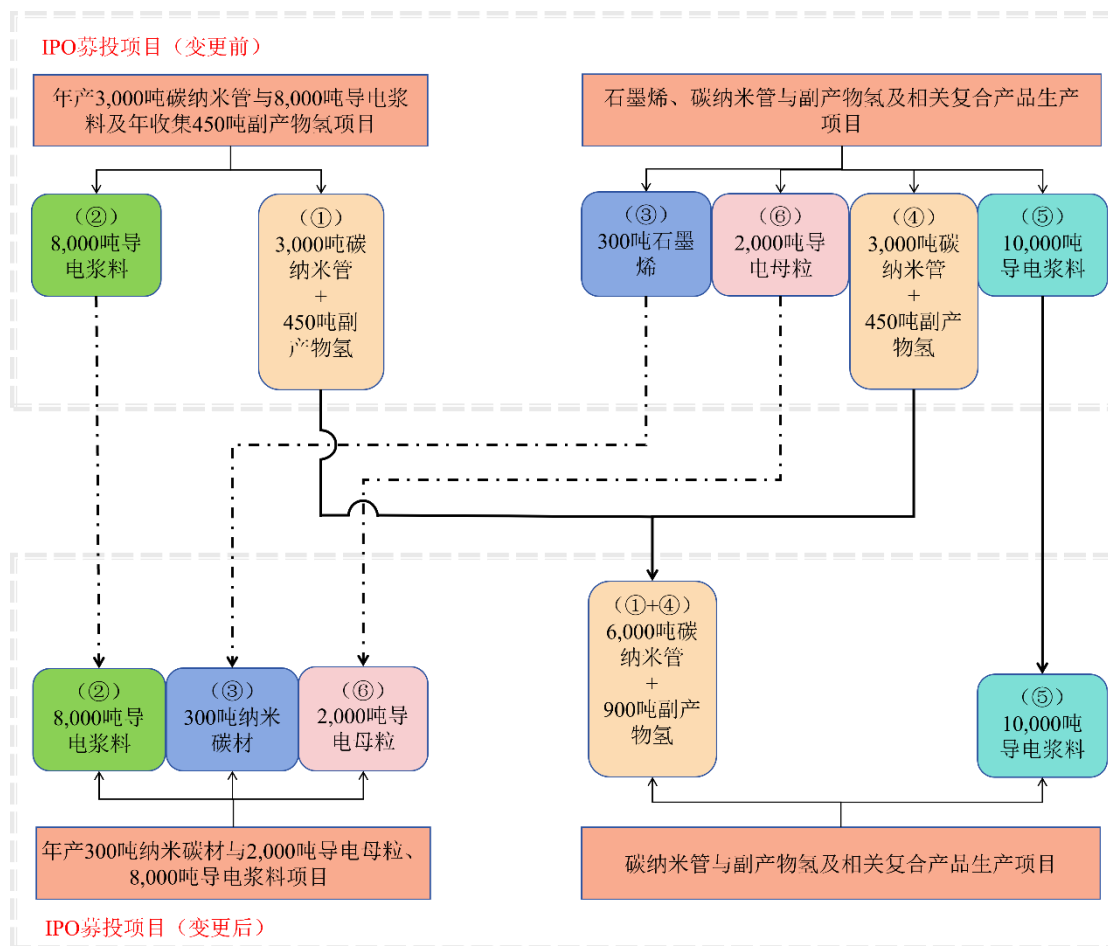 IPO募投项目（变更前）
年产3,000吨碳纳米管与8,000吨导电浆
料及年收集450吨副产物氢项目
石墨烯、碳纳米管与副产物氢及相关复合产品生产
项目
（②）
8,000吨导
电浆料
（①）
3,000吨碳
纳米管
+
450吨副
产物氢
（③）
300吨石墨
烯
（⑥）
2,000吨导
电母粒
（④）
3,000吨碳
纳米管
+
450吨副产
物氢
（⑤）
10,000吨
导电浆料
（②）
8,000吨导
电浆料
（③）
300吨纳米
碳材
（⑥）
2,000吨导
电母粒
（①+④）
6,000吨碳
纳米管
+
900吨副产
物氢
（⑤）
10,000吨
导电浆料
年产300吨纳米碳材与2,000吨导电母粒、
8,000吨导电浆料项目
碳纳米管与副产物氢及相关复合产品生产项目
IPO募投项目（变更后）